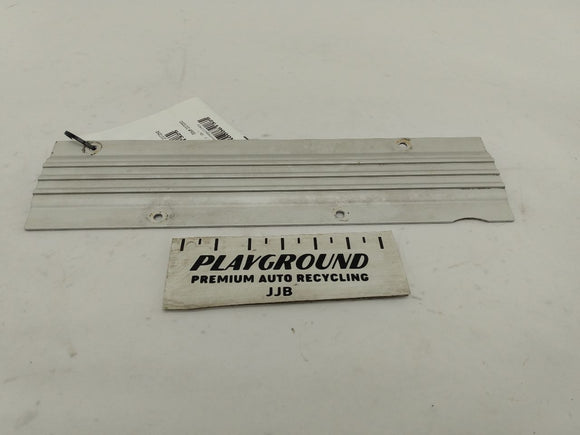 PLAYGROUND
PREMIUM AUTO RECYCLING
JJB